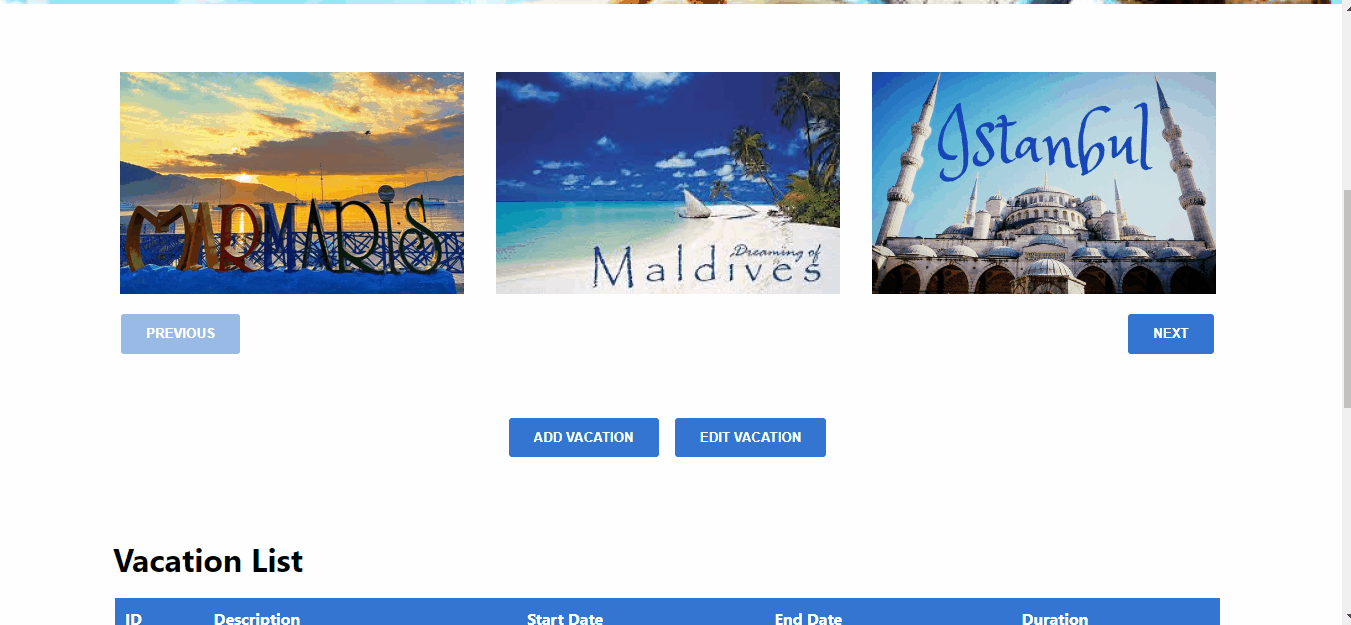 MARMARIS
Dreaming of
Maldives
Istanbul
PREVIOUS
NEXT
ADD VACATION
EDIT VACATION
Vacation List
ID
Description
Start Date
End Date
Duration